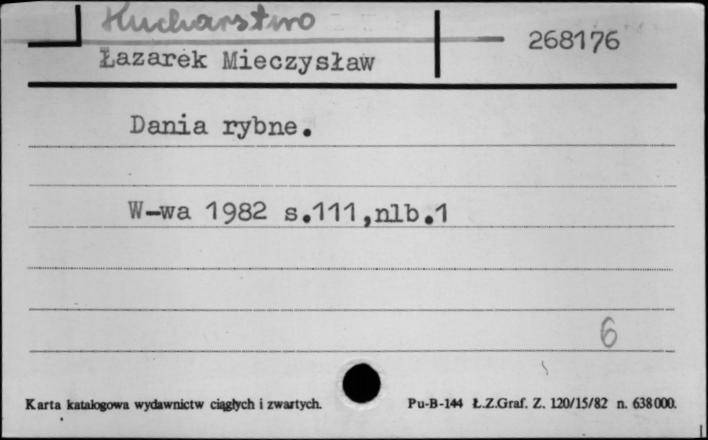 Kucharstwo
268176
Łazarek Mieczysław
Dania rybne.
W-wa 1982 s.111,nlb.1
6
Karta katalogowa wydawnictw ciągłych i zwartych. Pu-B-144 Ł.Z.Graf. Z. 120/15/82 n. 638000.